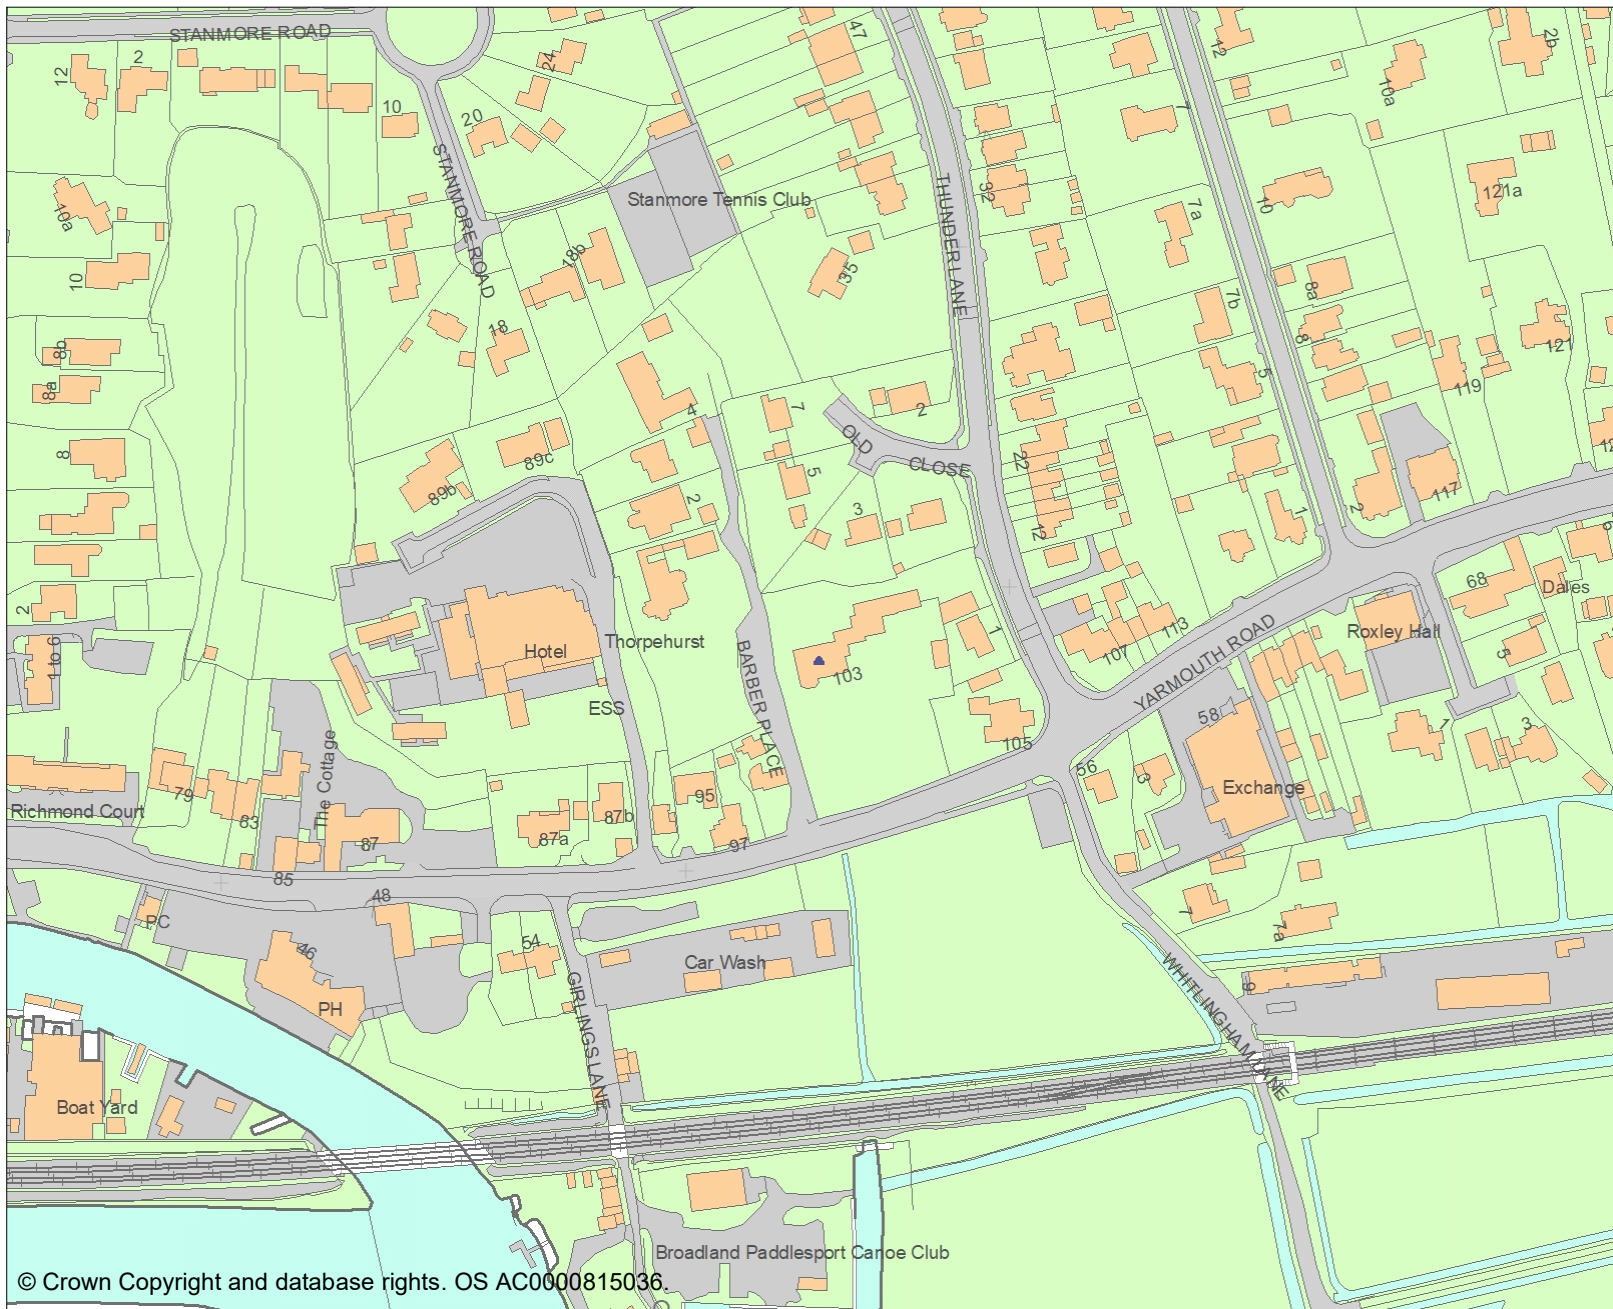 STANMORE ROAD
12
2
10
20
24
47
12
10a
2b
7
STANMORE ROAD
THUNDER LANE
32
Stanmore Tennis Club
10a
7a
10
121a
10
18b
35
18
7b
8a
8
121
8b
8a
5
119
4
7
2
OLD CLOSE
22
8
89b
89c
2
5
3
12
1
2
117
2
68
Dales
Hotel
Thorpehurst
BARBER PLACE
103
1
107
113
YARMOUTH ROAD
Roxley Hall
5
1 to 6
ESS
58
105
1
3
Richmond Court
79
83
The Cottage
87
85
87a
87b
95
97
56
3
Exchange
48
PC
46
PH
54
GIRLINGS LANE
Car Wash
7
7a
9
WHITLINGHAM LANE
Boat Yard
Broadland Paddlesport Canoe Club
© Crown Copyright and database rights. OS AC0000815036.